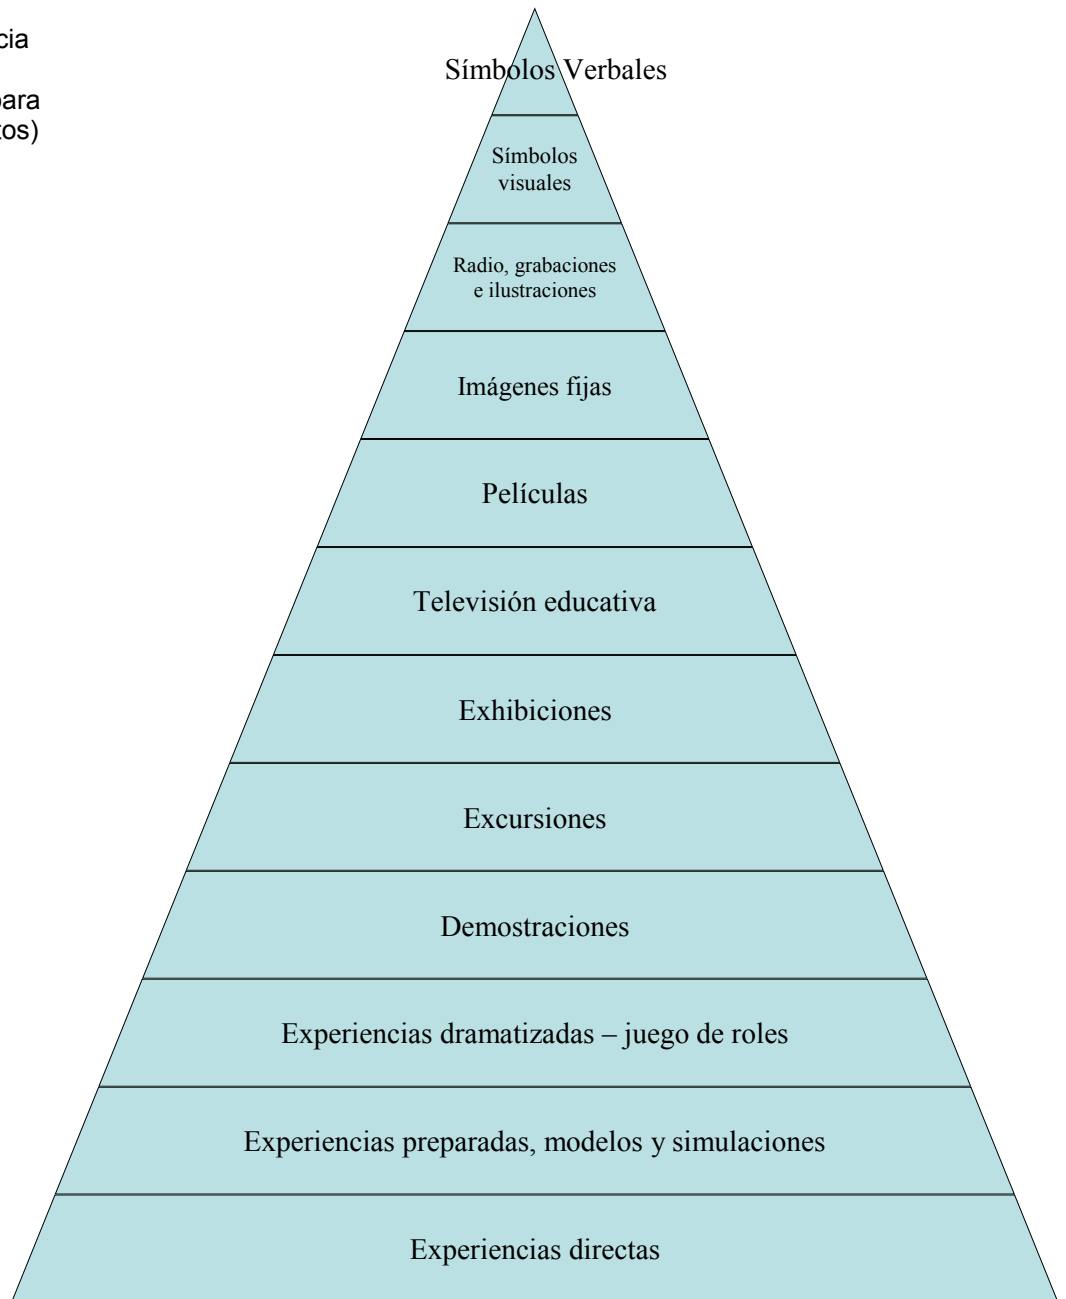 Símbolos Verbales
Símbolos
visuales
Radio, grabaciones
e ilustraciones
Imágenes fijas
Películas
Televisión educativa
Exhibiciones
Excursiones
Demostraciones
Experiencias dramatizadas – juego de roles
Experiencias preparadas, modelos y simulaciones
Experiencias directas